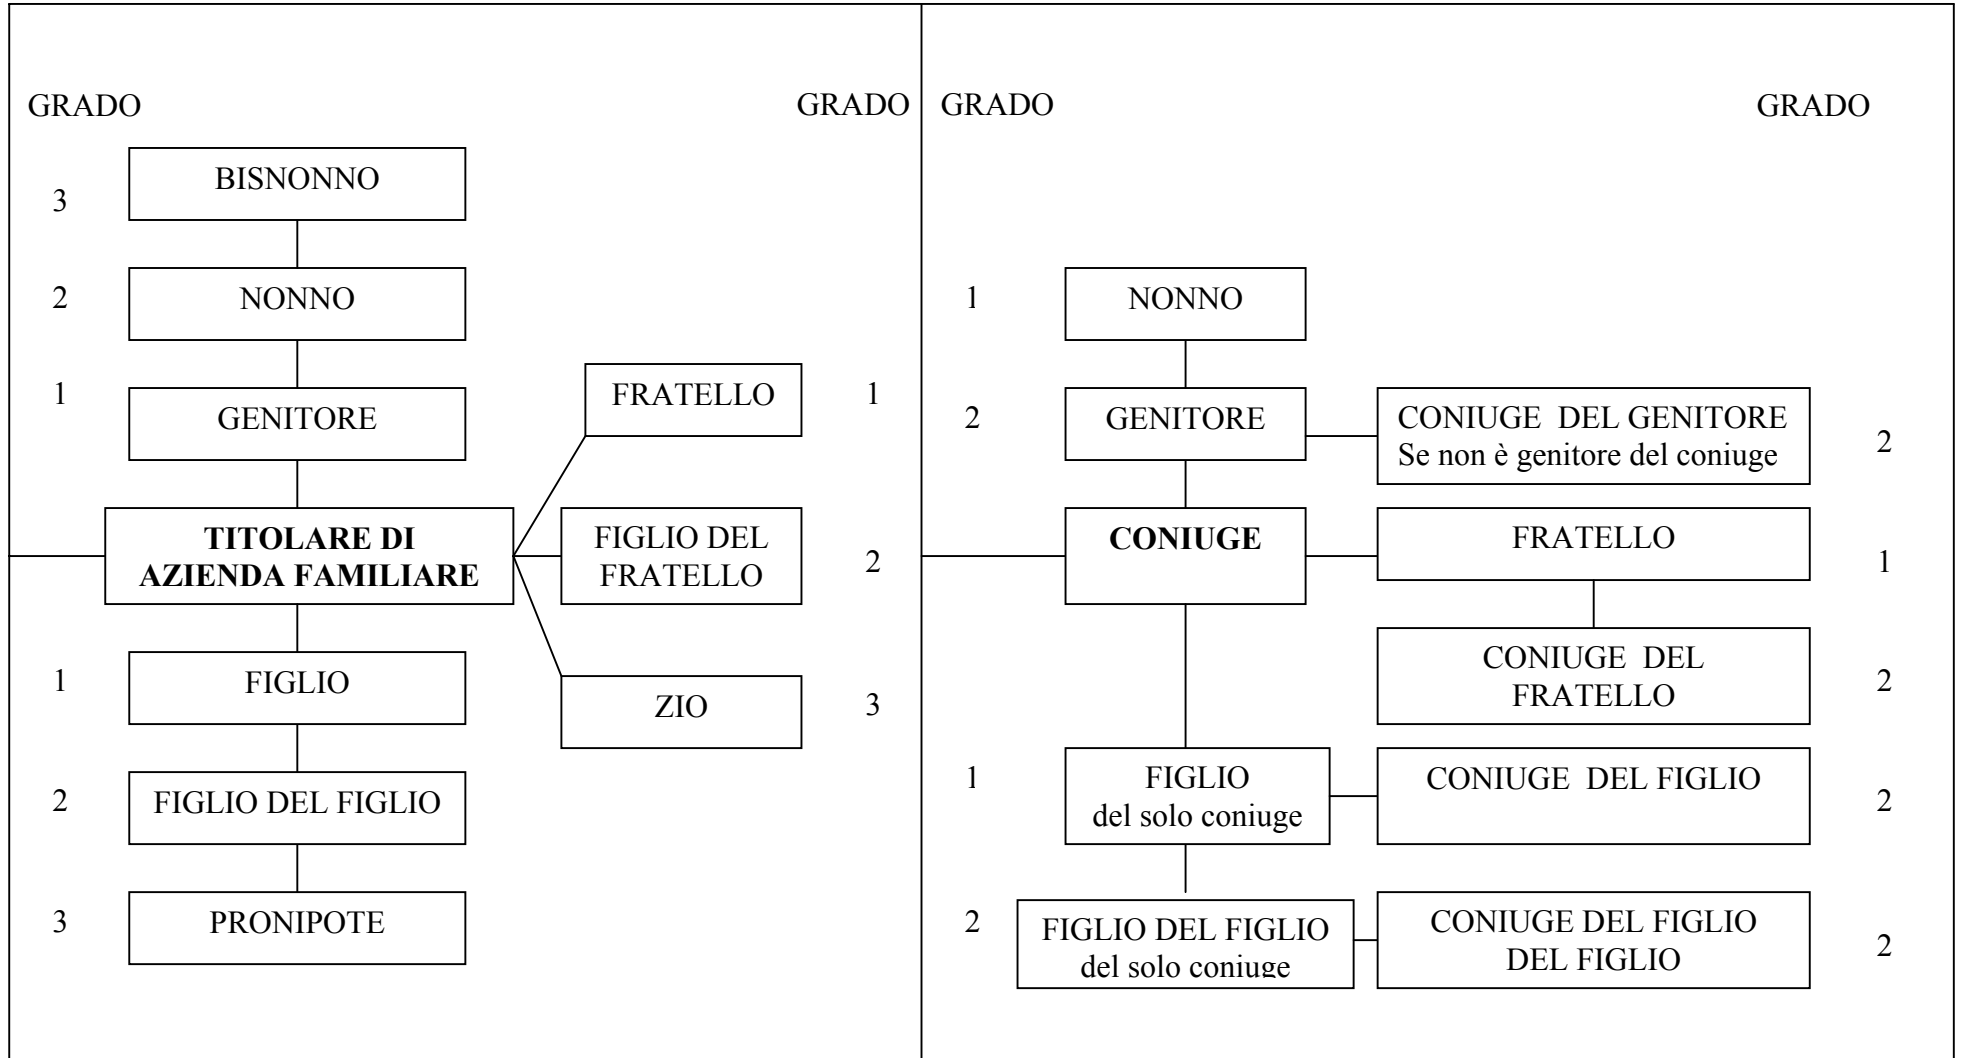 GRADO
GRADO
3
BISNONNO
2
NONNO
1
GENITORE
FRATELLO
1
TITOLARE DI
AZIENDA FAMILIARE
FIGLIO DEL
FRATELLO
2
1
FIGLIO
ZIO
3
2
FIGLIO DEL FIGLIO
3
PRONIPOTE
GRADO
GRADO
1
NONNO
2
GENITORE
CONIUGE DEL GENITORE
Se non è genitore del coniuge
2
CONIUGE
FRATELLO
1
CONIUGE DEL
FRATELLO
2
1
FIGLIO
del solo coniuge
CONIUGE DEL FIGLIO
2
2
FIGLIO DEL FIGLIO
del solo coniuge
CONIUGE DEL FIGLIO
DEL FIGLIO
2